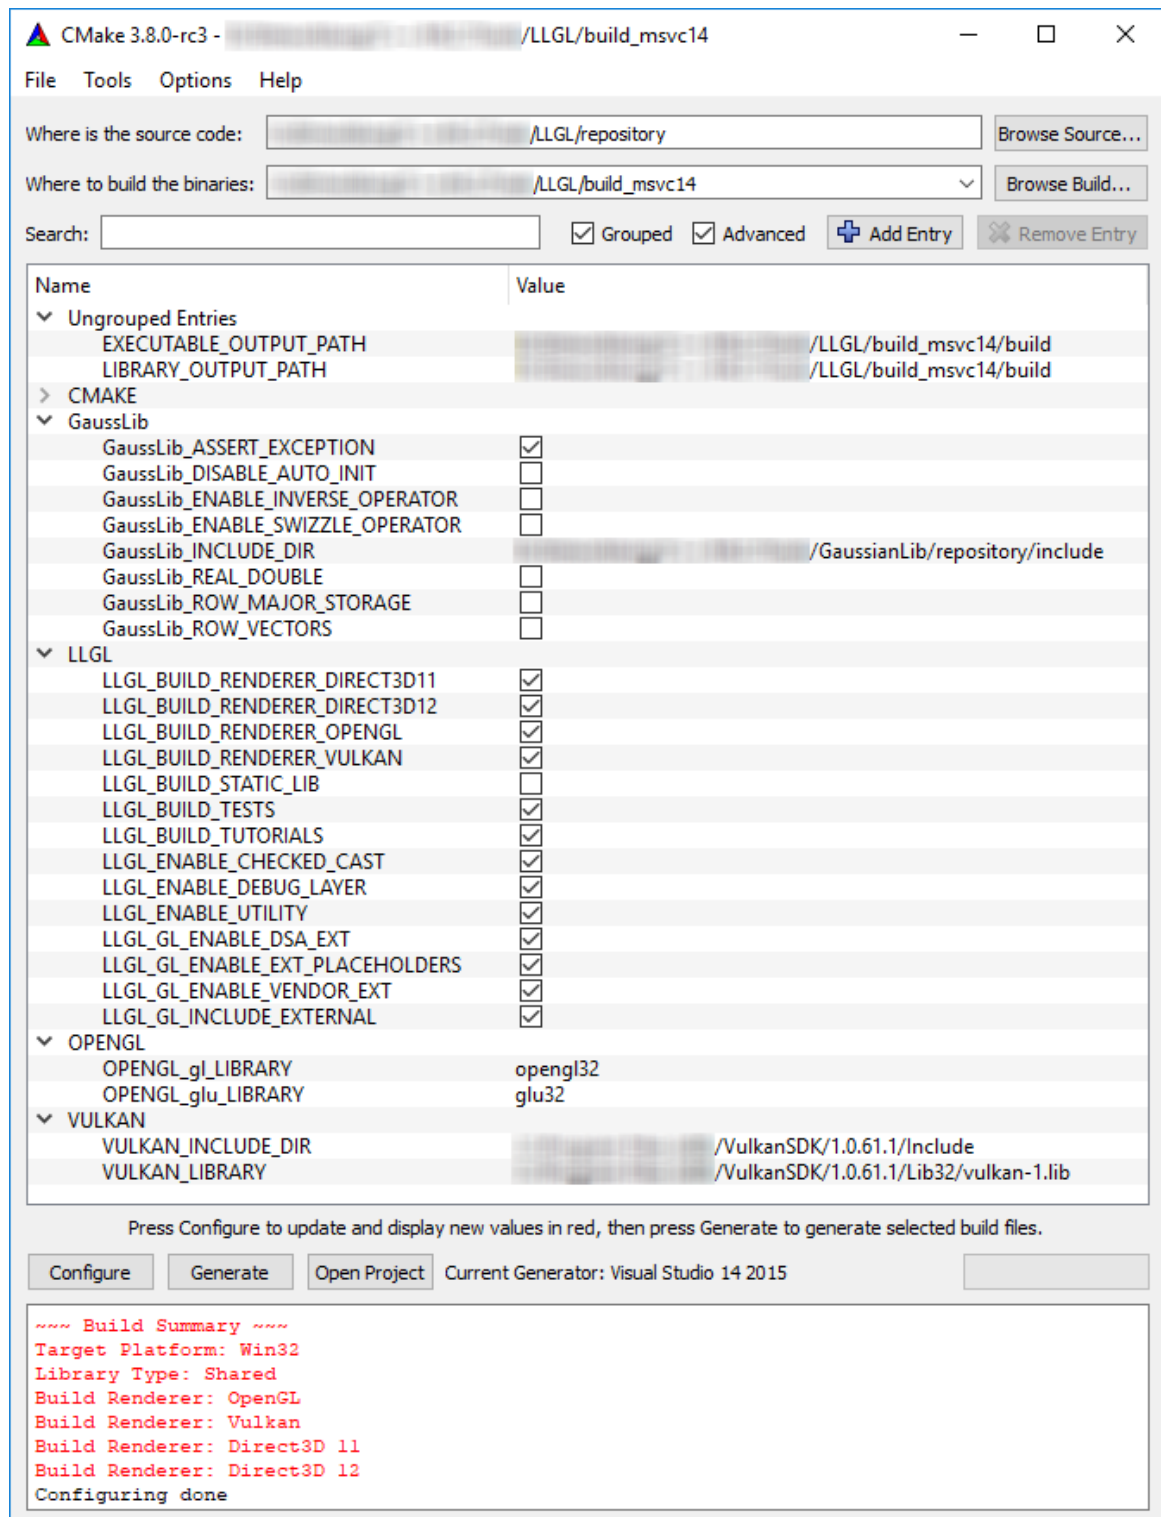 CMake 3.8.0-rc3 - /LLGL/build_msvc14
File Tools Options Help
Where is the source code: /LLGL/repository Browse Source...
Where to build the binaries: /LLGL/build_msvc14 Browse Build...
Search: Grouped Advanced Add Entry Remove Entry
Name Value
Ungrouped Entries
EXECUTABLE_OUTPUT_PATH /LLGL/build_msvc14/build
LIBRARY_OUTPUT_PATH /LLGL/build_msvc14/build
CMAKE
GaussLib
GaussLib_ASSERT_EXCEPTION
GaussLib_DISABLE_AUTO_INIT
GaussLib_ENABLE_INVERSE_OPERATOR
GaussLib_ENABLE_SWIZZLE_OPERATOR
GaussLib_INCLUDE_DIR /GaussianLib/repository/include
GaussLib_REAL_DOUBLE
GaussLib_ROW_MAJOR_STORAGE
GaussLib_ROW_VECTORS
LLGL
LLGL_BUILD_RENDERER_DIRECT3D11
LLGL_BUILD_RENDERER_DIRECT3D12
LLGL_BUILD_RENDERER_OPENGL
LLGL_BUILD_RENDERER_VULKAN
LLGL_BUILD_STATIC_LIB
LLGL_BUILD_TESTS
LLGL_BUILD_TUTORIALS
LLGL_ENABLE_CHECKED_CAST
LLGL_ENABLE_DEBUG_LAYER
LLGL_ENABLE_UTILITY
LLGL_GL_ENABLE_DSA_EXT
LLGL_GL_ENABLE_EXT_PLACEHOLDERS
LLGL_GL_ENABLE_VENDOR_EXT
LLGL_GL_INCLUDE_EXTERNAL
OPENGL
OPENGL_gl_LIBRARY opengl32
OPENGL_glu_LIBRARY glu32
VULKAN
VULKAN_INCLUDE_DIR /VulkanSDK/1.0.61.1/Include
VULKAN_LIBRARY /VulkanSDK/1.0.61.1/Lib32/vulkan-1.lib
Press Configure to update and display new values in red, then press Generate to generate selected build files.
Configure Generate Open Project Current Generator: Visual Studio 14 2015
~~~ Build Summary ~~~
Target Platform: Win32
Library Type: Shared
Build Renderer: OpenGL
Build Renderer: Vulkan
Build Renderer: Direct3D 11
Build Renderer: Direct3D 12
Configuring done